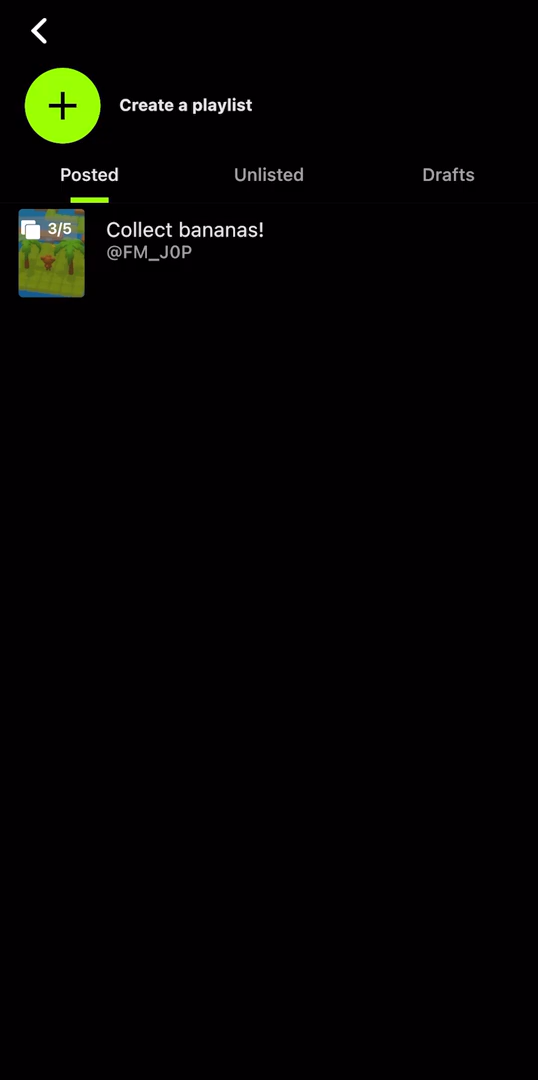 Create a playlist
Posted
Unlisted
Drafts
3/5
Collect bananas!
@FM_J0P